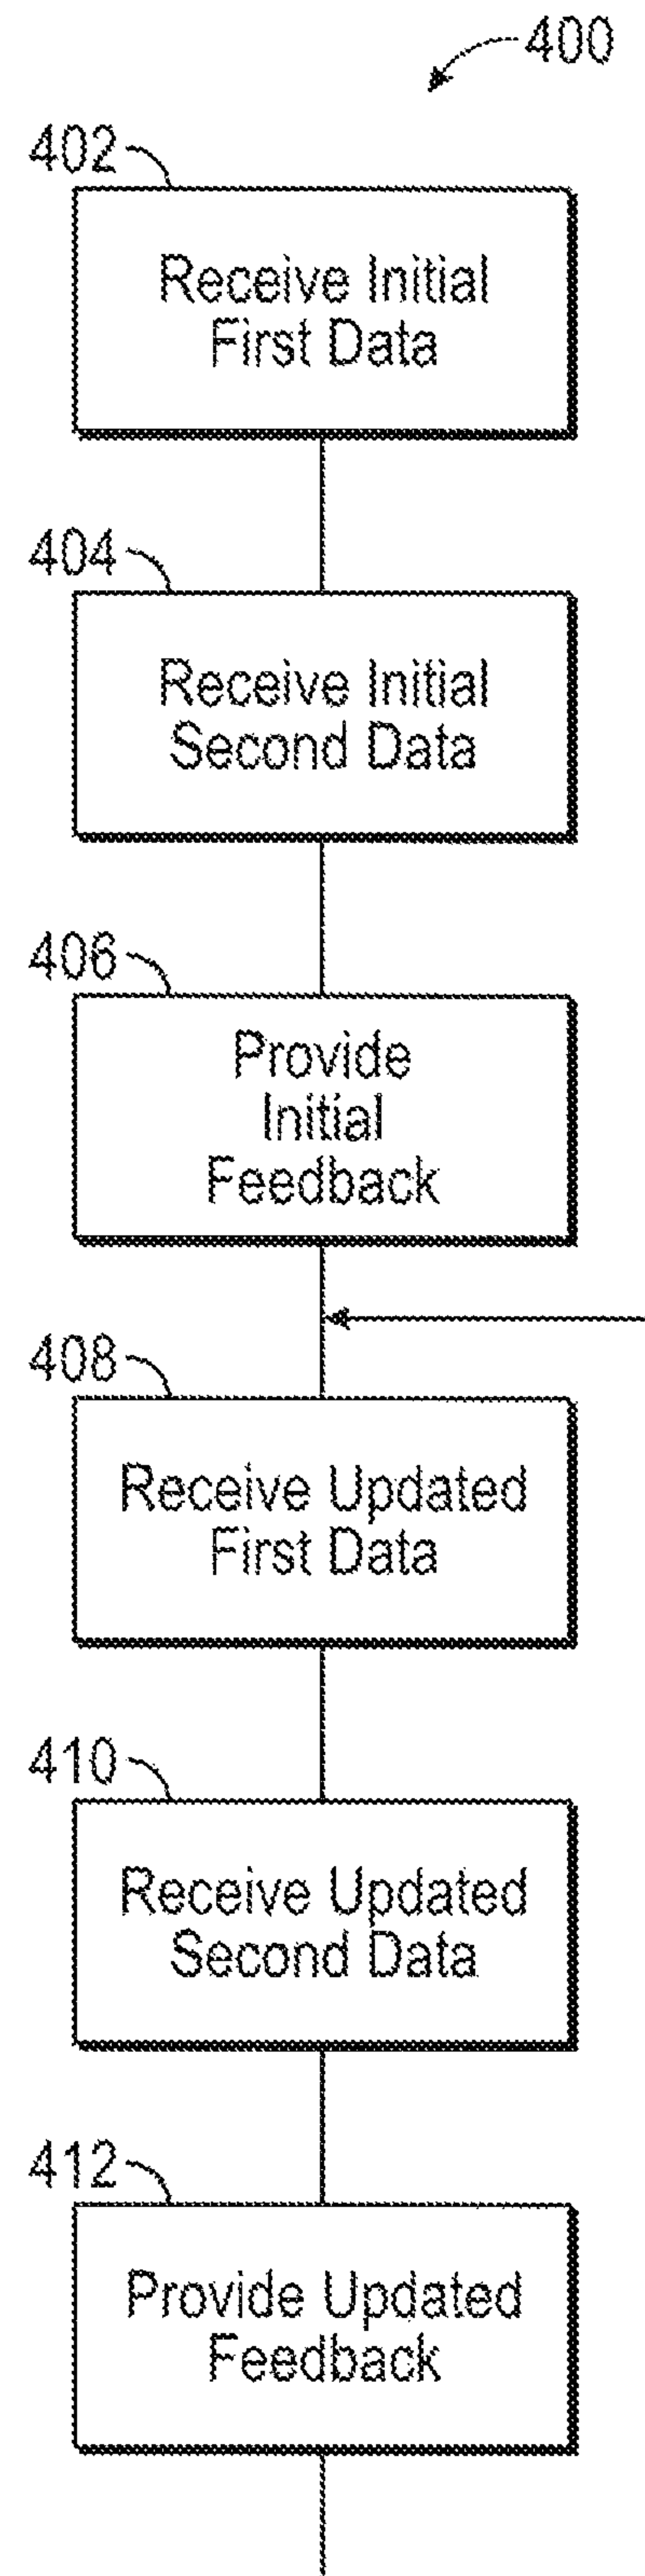 400
402
Receive Initial
First Data
404
Receive Initial
Second Data
406
Provide
Initial
Feedback
408
Receive Updated
First Data
410
Receive Updated
Second Data
412
Provide Updated
Feedback